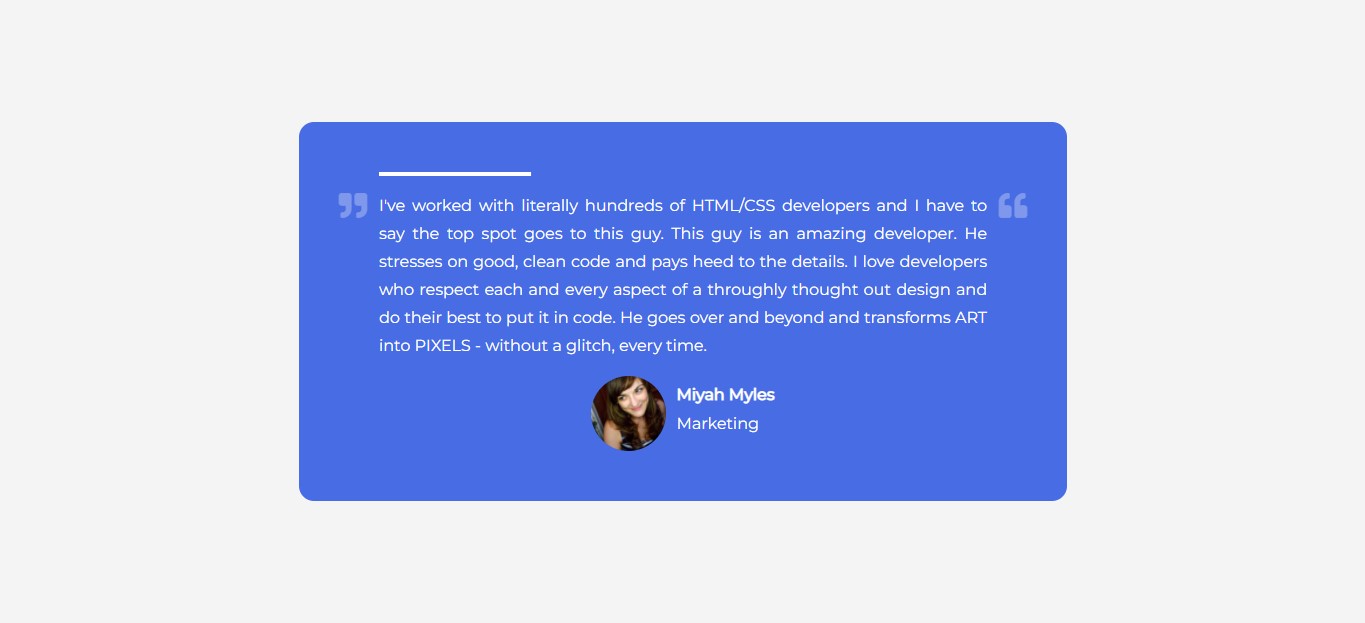 I've worked with literally hundreds of HTML/CSS developers and I have to
say the top spot goes to this guy. This guy is an amazing developer. He
stresses on good, clean code and pays heed to the details. I love developers
who respect each and every aspect of a throughly thought out design and
do their best to put it in code. He goes over and beyond and transforms ART
into PIXELS - without a glitch, every time.
Miyah Myles
Marketing